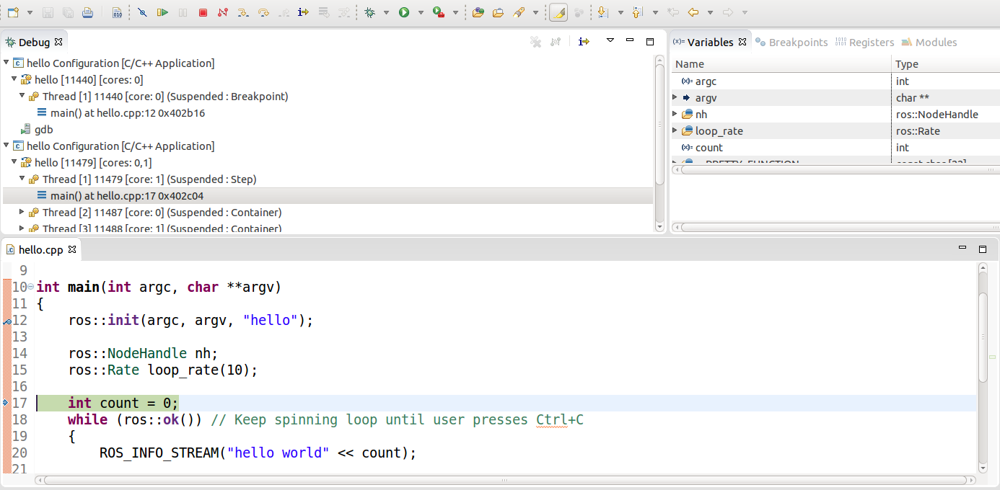 Debug
hello Configuration [C/C++ Application]
hello [11440] [cores: 0]
Thread [1] 11440 [core: 0] (Suspended : Breakpoint)
main() at hello.cpp:12 0x402b16
gdb
hello Configuration [C/C++ Application]
hello [11479] [cores: 0,1]
Thread [1] 11479 [core: 1] (Suspended : Step)
main() at hello.cpp:17 0x402c04
Thread [2] 11487 [core: 0] (Suspended : Container)
Thread [3] 11488 [core: 1] (Suspended : Container)
Variables Breakpoints Registers Modules
Name Type
argc int
argv char **
nh ros::NodeHandle
loop_rate ros::Rate
count int
__PRETTY_FUNCTION__ const char [23]
hello.cpp
9
10 int main(int argc, char **argv)
11 {
12 ros::init(argc, argv, "hello");
13
14 ros::NodeHandle nh;
15 ros::Rate loop_rate(10);
16
17 int count = 0;
18 while (ros::ok()) // Keep spinning loop until user presses Ctrl+C
19 {
20 ROS_INFO_STREAM("hello world" << count);
21